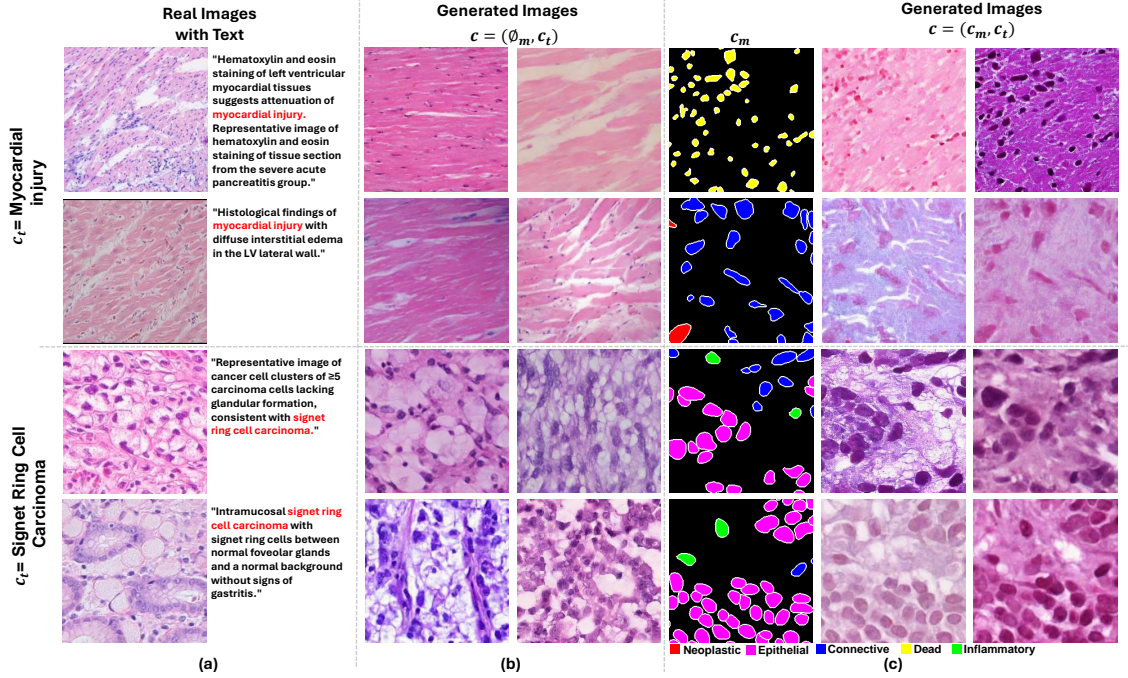 Real Images
with Text
Generated Images
c = (∅ₘ, cₜ)
cₘ
Generated Images
c = (cₘ, cₜ)
cₜ= Myocardial
injury
"Hematoxylin and eosin
staining of left ventricular
myocardial tissues
suggests attenuation of
myocardial injury.
Representative image of
hematoxylin and eosin
staining of tissue section
from the severe acute
pancreatitis group."
"Histological findings of
myocardial injury with
diffuse interstitial edema
in the LV lateral wall."
cₜ= Signet Ring Cell
Carcinoma
"Representative image of
cancer cell clusters of ≥5
carcinoma cells lacking
glandular formation,
consistent with signet
ring cell carcinoma."
"Intramucosal signet ring
cell carcinoma with
signet ring cells between
normal foveolar glands
and a normal background
without signs of
gastritis."
Neoplastic Epithelial Connective Dead Inflammatory
(a)
(b)
(c)